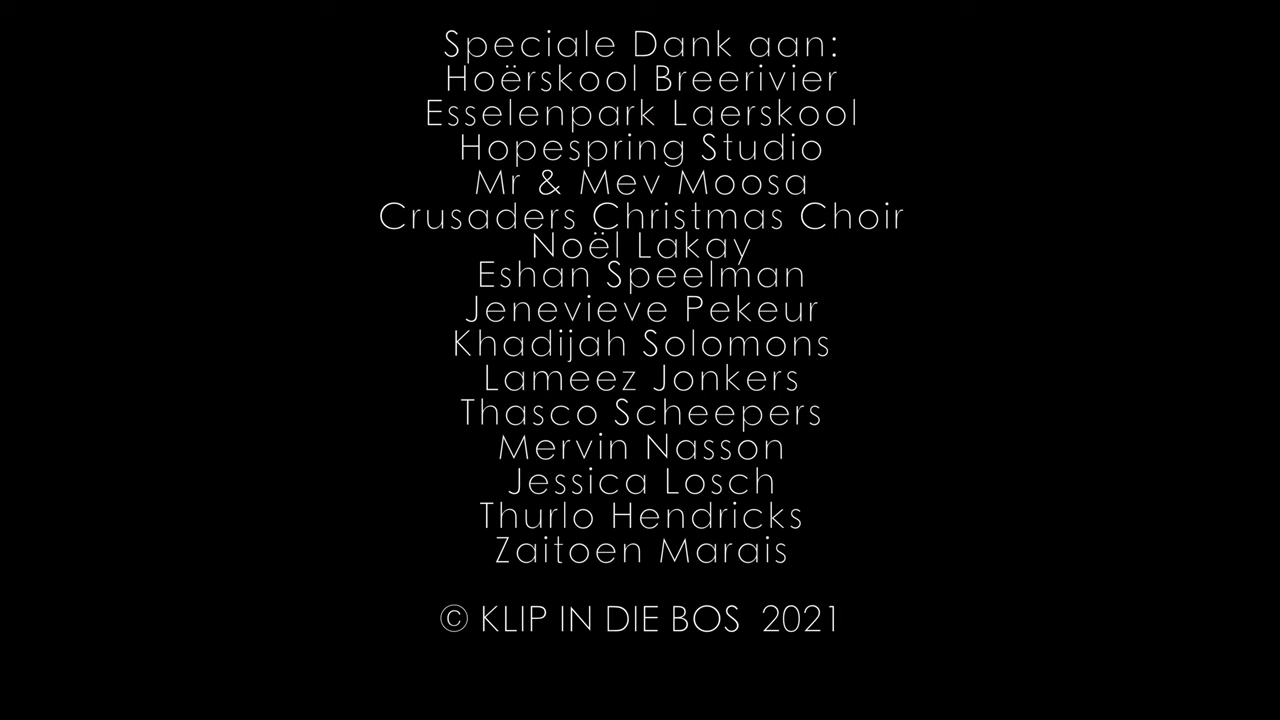 Speciale Dank aan:
Hoërskool Breerivier
Esselenpark Laerskool
Hopespring Studio
Mr & Mev Moosa
Crusaders Christmas Choir
Noël Lakay
Eshan Speelman
Jenevieve Pekeur
Khadijah Solomons
Lameez Jonkers
Thasco Scheepers
Mervin Nasson
Jessica Losch
Thurlo Hendricks
Zaitoen Marais
© KLIP IN DIE BOS 2021